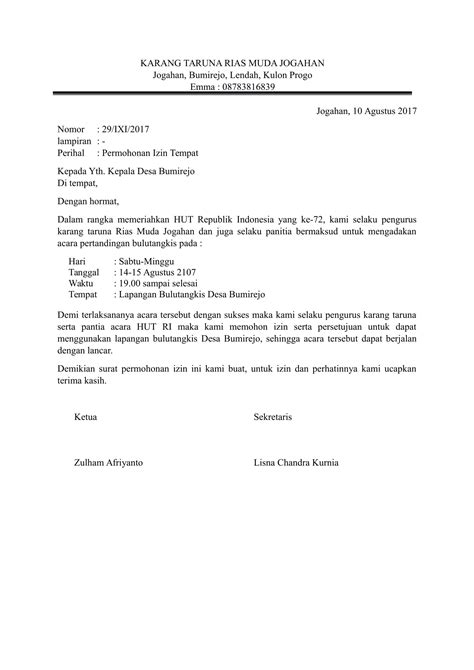 KARANG TARUNA RIAS MUDA JOGAHAN
Jogahan, Bumirejo, Lendah, Kulon Progo
Emma : 08783816839
Jogahan, 10 Agustus 2017
Nomor : 29/IXI/2017
lampiran : -
Perihal : Permohonan Izin Tempat
Kepada Yth. Kepala Desa Bumirejo
Di tempat,
Dengan hormat,
Dalam rangka memeriahkan HUT Republik Indonesia yang ke-72, kami selaku pengurus
karang taruna Rias Muda Jogahan dan juga selaku panitia bermaksud untuk mengadakan
acara pertandingan bulutangkis pada :
Hari : Sabtu-Minggu
Tanggal : 14-15 Agustus 2107
Waktu : 19.00 sampai selesai
Tempat : Lapangan Bulutangkis Desa Bumirejo
Demi terlaksananya acara tersebut dengan sukses maka kami selaku pengurus karang taruna
serta pantia acara HUT RI maka kami memohon izin serta persetujuan untuk dapat
menggunakan lapangan bulutangkis Desa Bumirejo, sehingga acara tersebut dapat berjalan
dengan lancar.
Demikian surat permohonan izin ini kami buat, untuk izin dan perhatinnya kami ucapkan
terima kasih.
Ketua Sekretaris
Zulham Afriyanto Lisna Chandra Kurnia